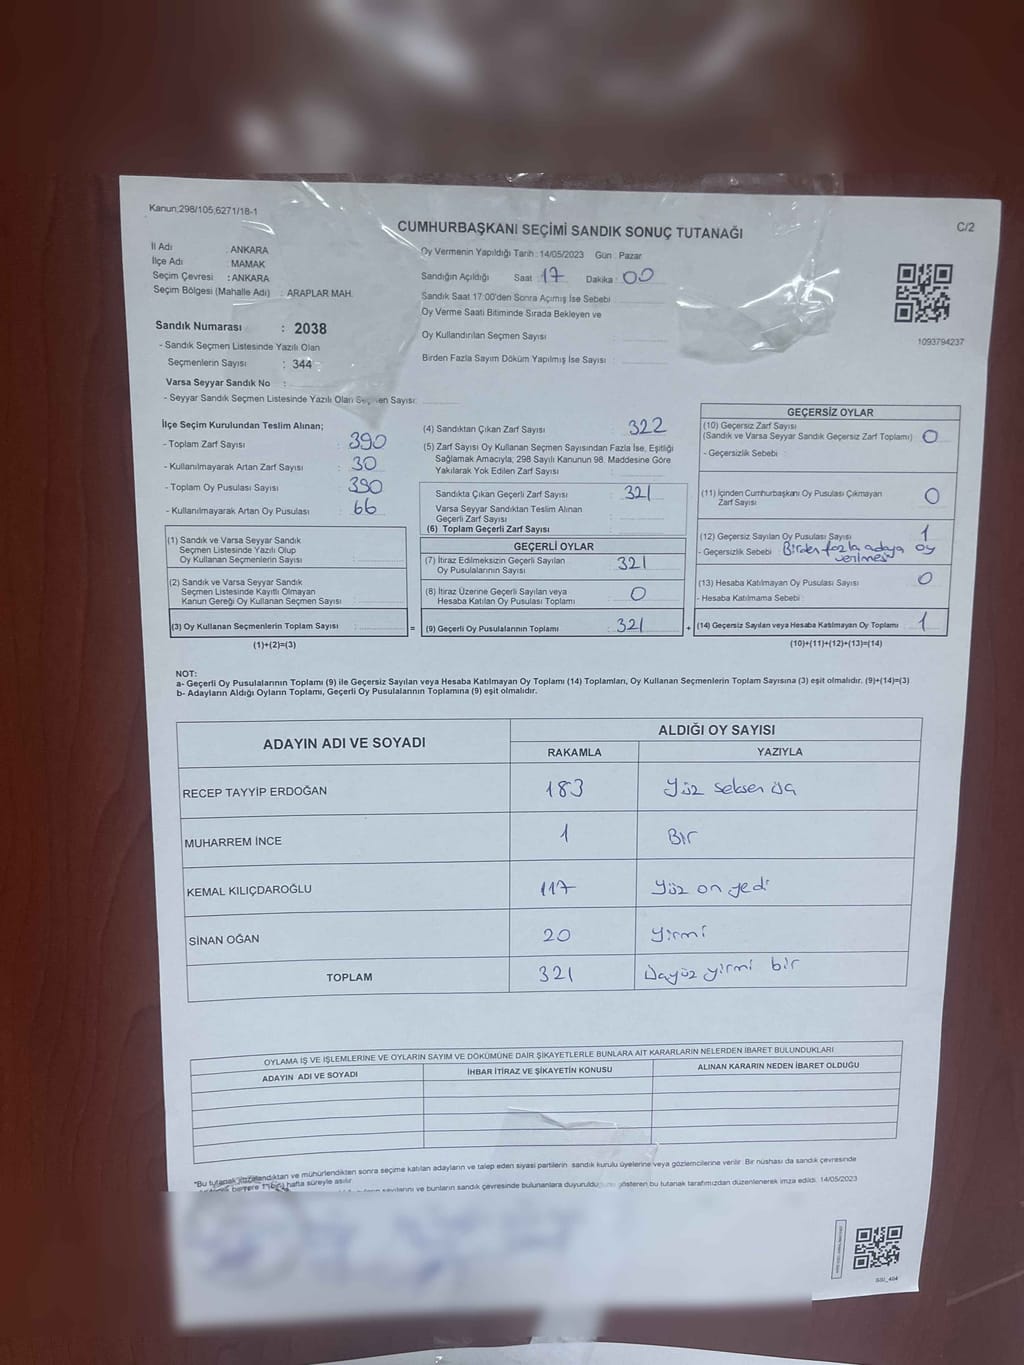 Kanun,298/105,6271/18-1
CUMHURBAŞKANI SEÇİMİ SANDIK SONUÇ TUTANAĞI
C/2
İl Adı : ANKARA
İlçe Adı : MAMAK
Seçim Çevresi : ANKARA
Seçim Bölgesi (Mahalle Adı) : ARAPLAR MAH.
Sandık Numarası : 2038
- Sandık Seçmen Listesinde Yazılı Olan
Seçmenlerin Sayısı : 344
Varsa Seyyar Sandık No :
- Seyyar Sandık Seçmen Listesinde Yazılı Olan Seçmen Sayısı:
Oy Vermenin Yapıldığı Tarih : 14/05/2023 Gün : Pazar
Sandığın Açıldığı Saat : 17 Dakika : 00
Sandık Saat 17:00'den Sonra Açılmış İse Sebebi :
Oy Verme Saati Bitiminde Sırada Bekleyen ve
Oy Kullandırılan Seçmen Sayısı :
Birden Fazla Sayım Döküm Yapılmış İse Sayısı :
1093794237
İlçe Seçim Kurulundan Teslim Alınan;
- Toplam Zarf Sayısı : 390
- Kullanılmayarak Artan Zarf Sayısı : 30
- Toplam Oy Pusulası Sayısı : 390
- Kullanılmayarak Artan Oy Pusulası : 66
(1) Sandık ve Varsa Seyyar Sandık
Seçmen Listesinde Yazılı Olup
Oy Kullanan Seçmenlerin Sayısı :
(2) Sandık ve Varsa Seyyar Sandık
Seçmen Listesinde Kayıtlı Olmayan
Kanun Gereği Oy Kullanan Seçmen Sayısı :
(3) Oy Kullanan Seçmenlerin Toplam Sayısı : =
(1)+(2)=(3)
(4) Sandıktan Çıkan Zarf Sayısı : 322
(5) Zarf Sayısı Oy Kullanan Seçmen Sayısından Fazla İse, Eşitliği
Sağlamak Amacıyla, 298 Sayılı Kanunun 98. Maddesine Göre
Yakılarak Yok Edilen Zarf Sayısı :
Sandıkta Çıkan Geçerli Zarf Sayısı : 321
Varsa Seyyar Sandıktan Teslim Alınan
Geçerli Zarf Sayısı :
(6) Toplam Geçerli Zarf Sayısı
GEÇERLİ OYLAR
(7) İtiraz Edilmeksizin Geçerli Sayılan
Oy Pusulalarının Sayısı : 321
(8) İtiraz Üzerine Geçerli Sayılan veya
Hesaba Katılan Oy Pusulası Toplamı : 0
(9) Geçerli Oy Pusulalarının Toplamı : 321 +
GEÇERSİZ OYLAR
(10) Geçersiz Zarf Sayısı
(Sandık ve Varsa Seyyar Sandık Geçersiz Zarf Toplamı) : 0
- Geçersizlik Sebebi :
(11) İçinden Cumhurbaşkanı Oy Pusulası Çıkmayan
Zarf Sayısı : 0
(12) Geçersiz Sayılan Oy Pusulası Sayısı : 1
- Geçersizlik Sebebi : Birden fazla adaya oy
verilmesi
(13) Hesaba Katılmayan Oy Pusulası Sayısı : 0
- Hesaba Katılmama Sebebi :
(14) Geçersiz Sayılan veya Hesaba Katılmayan Oy Toplamı : 1
(10)+(11)+(12)+(13)=(14)
NOT:
a- Geçerli Oy Pusulalarının Toplamı (9) ile Geçersiz Sayılan veya Hesaba Katılmayan Oy Toplamı (14) Toplamları, Oy Kullanan Seçmenlerin Toplam Sayısına (3) eşit olmalıdır. (9)+(14)=(3)
b- Adayların Aldığı Oyların Toplamı, Geçerli Oy Pusulalarının Toplamına (9) eşit olmalıdır.
ADAYIN ADI VE SOYADI
ALDIĞI OY SAYISI
RAKAMLA YAZIYLA
RECEP TAYYİP ERDOĞAN 183 Yüz seksen üç
MUHARREM İNCE 1 Bir
KEMAL KILIÇDAROĞLU 117 Yüz on yedi
SİNAN OĞAN 20 Yirmi
TOPLAM 321 Üçyüz yirmi bir
OYLAMA İŞ VE İŞLEMLERİNE VE OYLARIN SAYIM VE DÖKÜMÜNE DAİR ŞİKAYETLERLE BUNLARA AİT KARARLARIN NELERDEN İBARET BULUNDUKLARI
ADAYIN ADI VE SOYADI İHBAR İTİRAZ VE ŞİKAYETİN KONUSU ALINAN KARARIN NEDEN İBARET OLDUĞU
*Bu tutanak imzalandıktan ve mühürlendikten sonra seçime katılan adayların ve talep eden siyasi partilerin sandık kurulu üyelerine veya gözlemcilerine verilir. Bir nüshası da sandık çevresinde
hafta süreyle asılır.
sayılarını ve bunların sandık çevresinde bulunanlara duyurulduğunu gösteren bu tutanak tarafımızdan düzenlenerek imza edildi. 14/05/2023